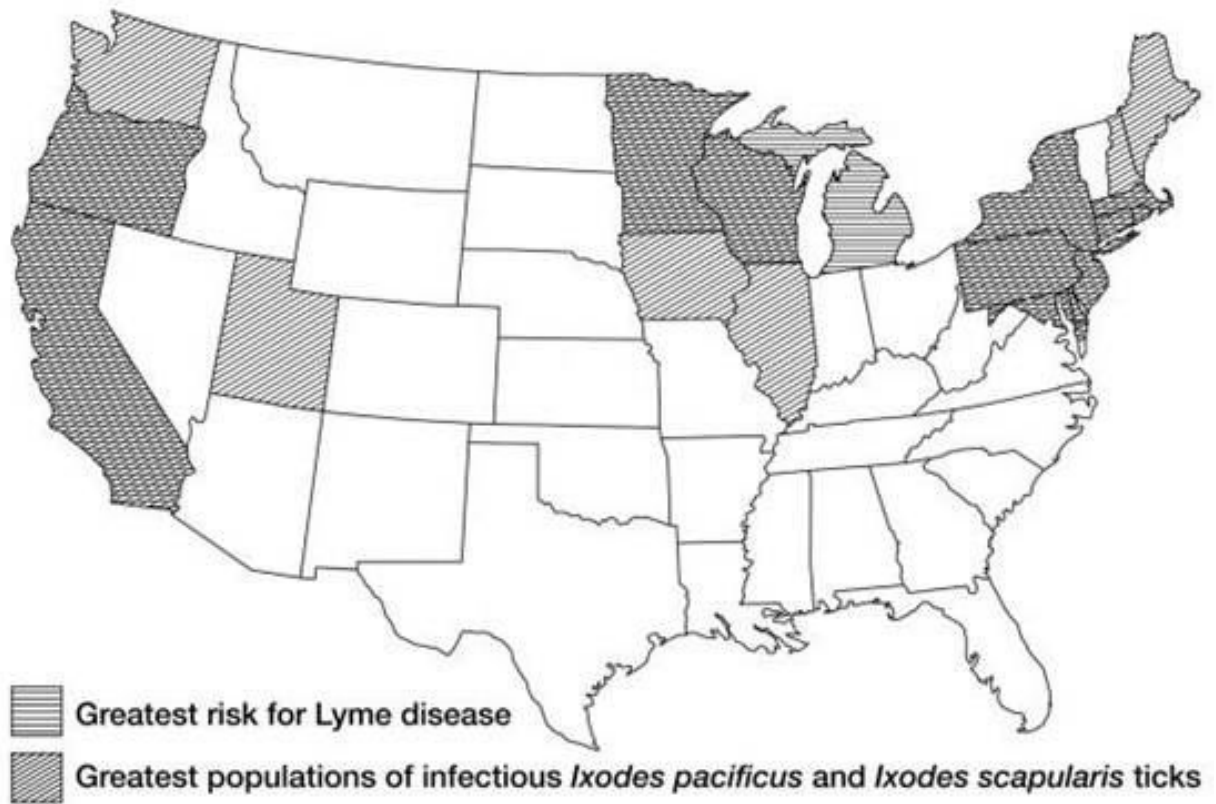 Greatest risk for Lyme disease
Greatest populations of infectious Ixodes pacificus and Ixodes scapularis ticks